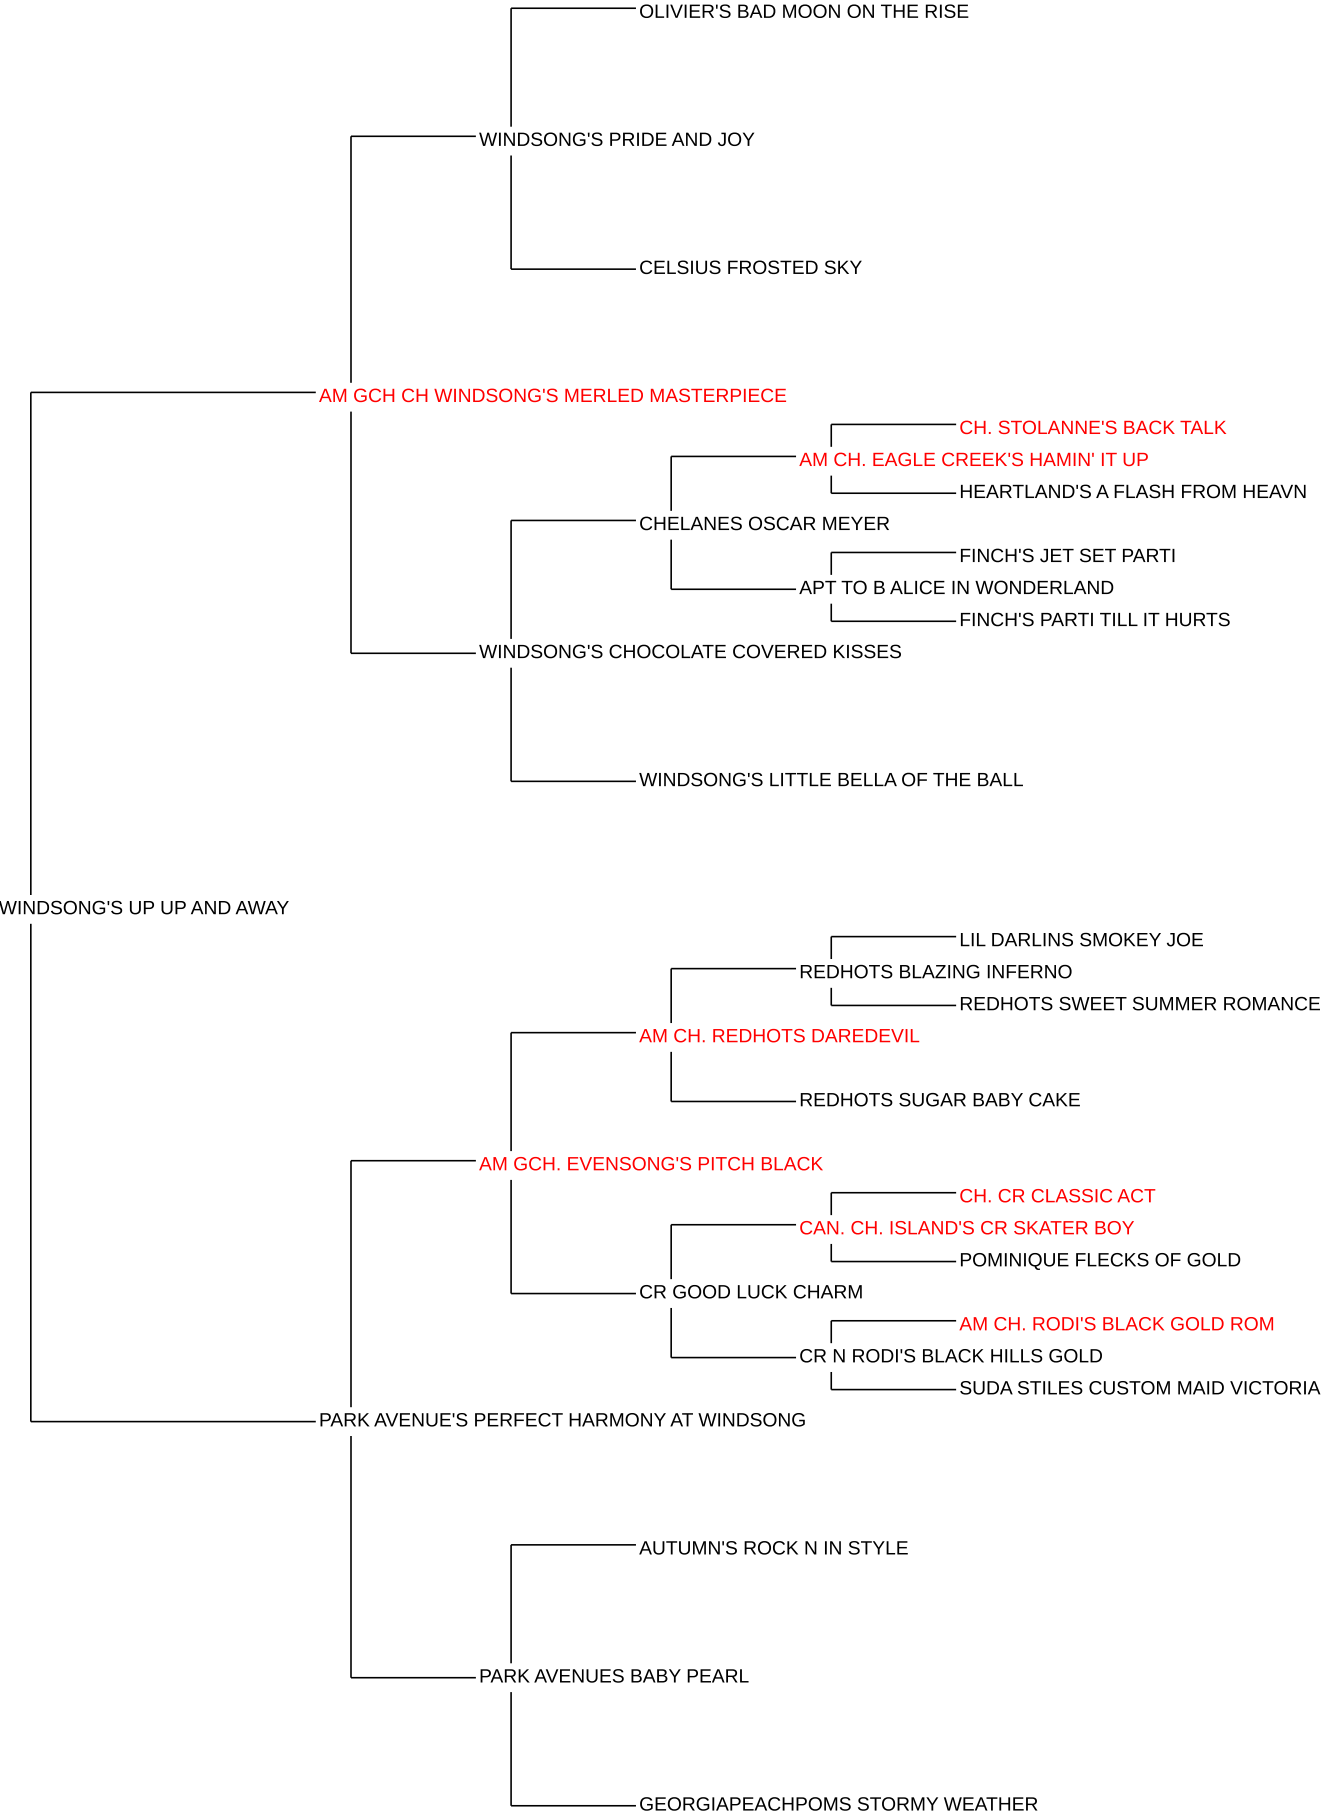 OLIVIER'S BAD MOON ON THE RISE
WINDSONG'S PRIDE AND JOY
CELSIUS FROSTED SKY
AM GCH CH WINDSONG'S MERLED MASTERPIECE
CH. STOLANNE'S BACK TALK
AM CH. EAGLE CREEK'S HAMIN' IT UP
HEARTLAND'S A FLASH FROM HEAVN
CHELANES OSCAR MEYER
FINCH'S JET SET PARTI
APT TO B ALICE IN WONDERLAND
FINCH'S PARTI TILL IT HURTS
WINDSONG'S CHOCOLATE COVERED KISSES
WINDSONG'S LITTLE BELLA OF THE BALL
WINDSONG'S UP UP AND AWAY
LIL DARLINS SMOKEY JOE
REDHOTS BLAZING INFERNO
REDHOTS SWEET SUMMER ROMANCE
AM CH. REDHOTS DAREDEVIL
REDHOTS SUGAR BABY CAKE
AM GCH. EVENSONG'S PITCH BLACK
CH. CR CLASSIC ACT
CAN. CH. ISLAND'S CR SKATER BOY
POMINIQUE FLECKS OF GOLD
CR GOOD LUCK CHARM
AM CH. RODI'S BLACK GOLD ROM
CR N RODI'S BLACK HILLS GOLD
SUDA STILES CUSTOM MAID VICTORIA
PARK AVENUE'S PERFECT HARMONY AT WINDSONG
AUTUMN'S ROCK N IN STYLE
PARK AVENUES BABY PEARL
GEORGIAPEACHPOMS STORMY WEATHER